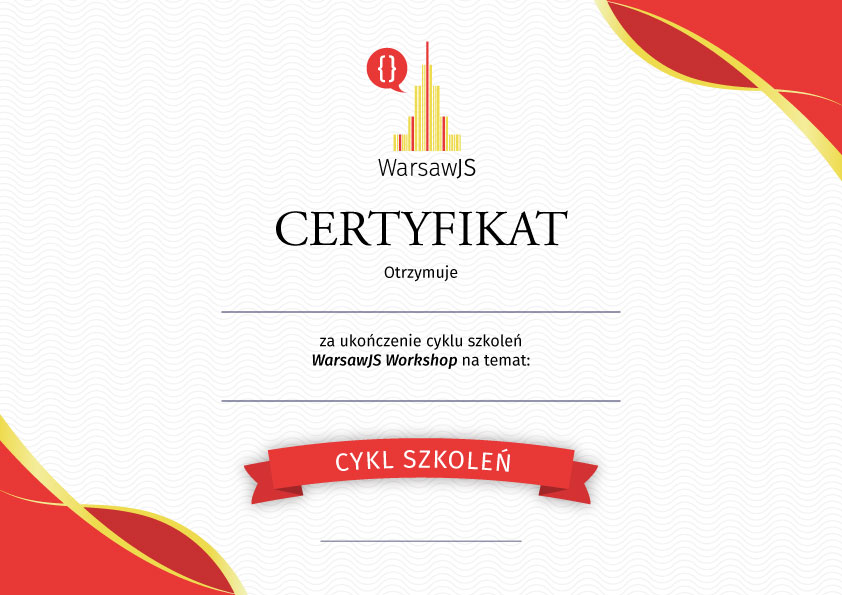 {}
WarsawJS
CERTYFIKAT
Otrzymuje
za ukończenie cyklu szkoleń
WarsawJS Workshop na temat:
CYKL SZKOLEŃ